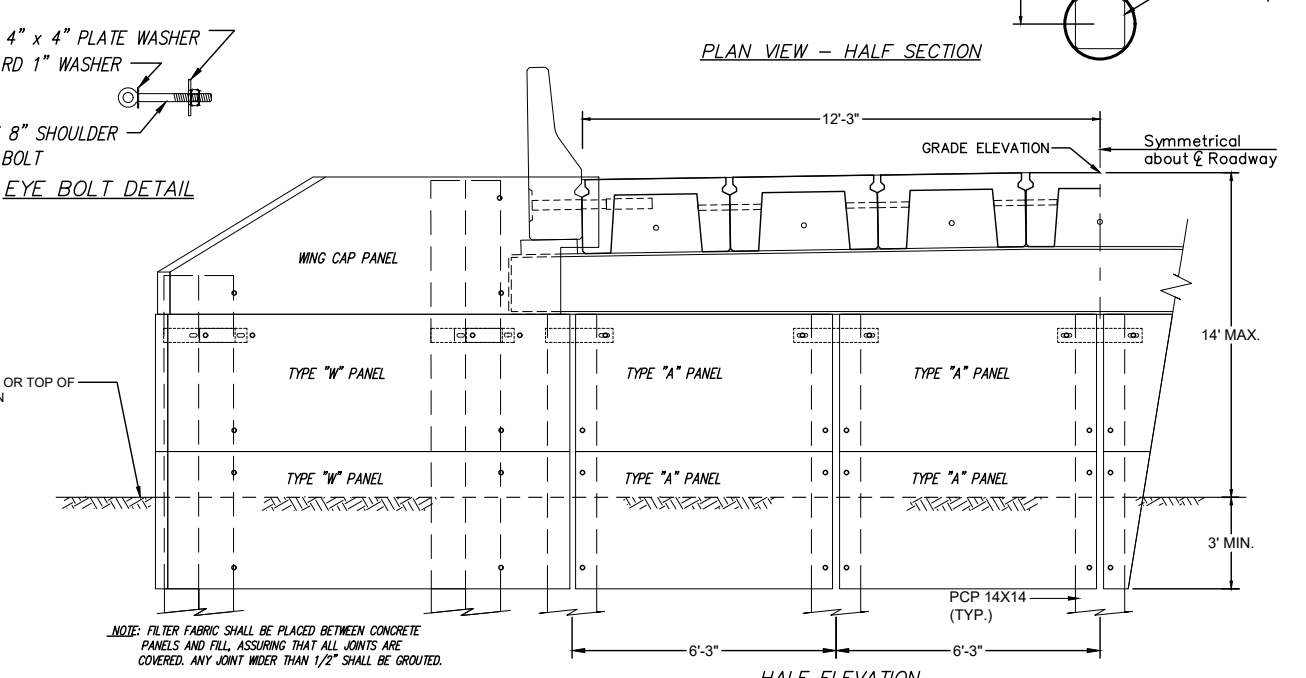 4" x 4" PLATE WASHER
RD 1" WASHER
8" SHOULDER
BOLT
EYE BOLT DETAIL
PLAN VIEW – HALF SECTION
12'-3"
GRADE ELEVATION
Symmetrical
about ℄ Roadway
WING CAP PANEL
14' MAX.
TYPE "W" PANEL
TYPE "A" PANEL
TYPE "A" PANEL
OR TOP OF
TYPE "W" PANEL
TYPE "A" PANEL
TYPE "A" PANEL
3' MIN.
PCP 14X14
(TYP.)
NOTE: FILTER FABRIC SHALL BE PLACED BETWEEN CONCRETE
PANELS AND FILL, ASSURING THAT ALL JOINTS ARE
COVERED. ANY JOINT WIDER THAN 1/2" SHALL BE GROUTED.
6'-3"
6'-3"
HALF ELEVATION